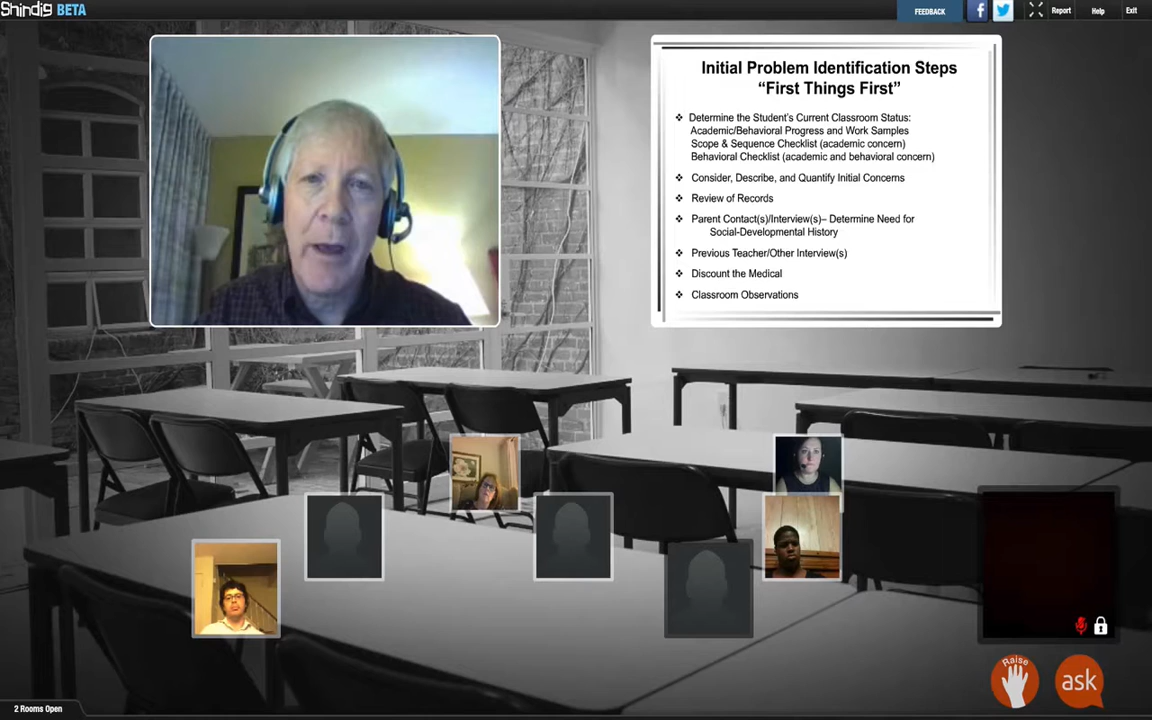 Shindig BETA
FEEDBACK
Report
Help
Exit
Initial Problem Identification Steps
“First Things First”
❖ Determine the Student’s Current Classroom Status:
Academic/Behavioral Progress and Work Samples
Scope & Sequence Checklist (academic concern)
Behavioral Checklist (academic and behavioral concern)
❖ Consider, Describe, and Quantify Initial Concerns
❖ Review of Records
❖ Parent Contact(s)/Interview(s)– Determine Need for
Social-Developmental History
❖ Previous Teacher/Other Interview(s)
❖ Discount the Medical
❖ Classroom Observations
Raise
ask
2 Rooms Open